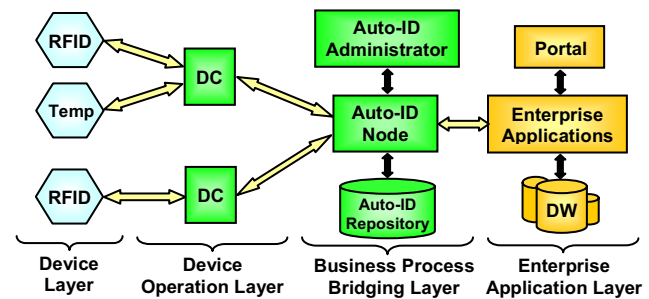 RFID
Temp
RFID
DC
DC
Auto-ID
Administrator
Auto-ID
Node
Auto-ID
Repository
Portal
Enterprise
Applications
DW
Device
Layer
Device
Operation Layer
Business Process
Bridging Layer
Enterprise
Application Layer